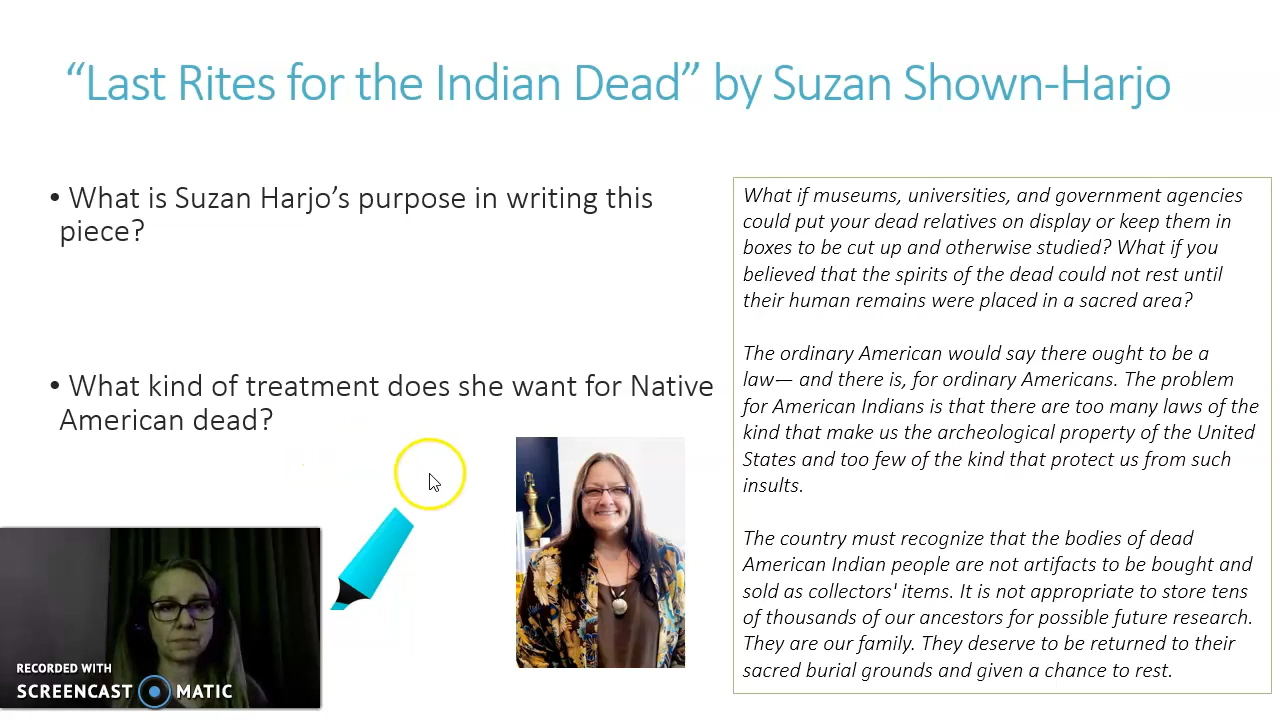 “Last Rites for the Indian Dead” by Suzan Shown-Harjo
• What is Suzan Harjo’s purpose in writing this
piece?
• What kind of treatment does she want for Native
American dead?
What if museums, universities, and government agencies
could put your dead relatives on display or keep them in
boxes to be cut up and otherwise studied? What if you
believed that the spirits of the dead could not rest until
their human remains were placed in a sacred area?
The ordinary American would say there ought to be a
law— and there is, for ordinary Americans. The problem
for American Indians is that there are too many laws of the
kind that make us the archeological property of the United
States and too few of the kind that protect us from such
insults.
The country must recognize that the bodies of dead
American Indian people are not artifacts to be bought and
sold as collectors' items. It is not appropriate to store tens
of thousands of our ancestors for possible future research.
They are our family. They deserve to be returned to their
sacred burial grounds and given a chance to rest.
RECORDED WITH
SCREENCAST MATIC